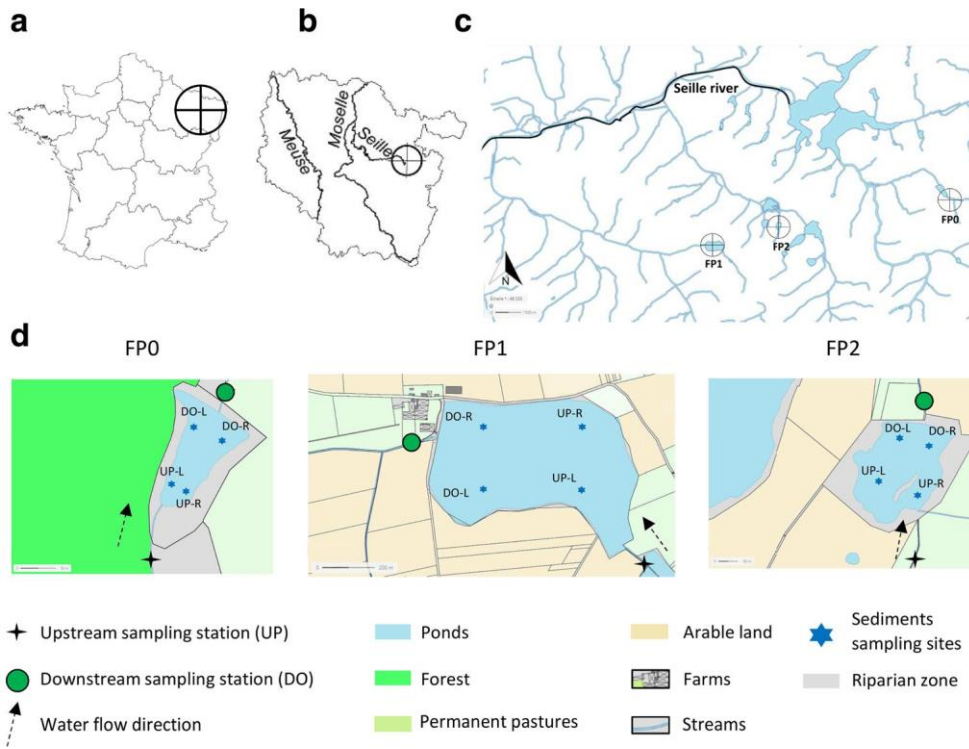 a
b
c
Meuse
Moselle
Seille
Seille river
FP0
FP2
FP1
N
d
FP0
FP1
FP2
DO-L
DO-R
UP-L
UP-R
DO-R
UP-R
DO-L
UP-L
200 m
DO-L
DO-R
UP-L
UP-R
Upstream sampling station (UP)
Ponds
Arable land
Sediments
sampling sites
Downstream sampling station (DO)
Forest
Farms
Riparian zone
Water flow direction
Permanent pastures
Streams